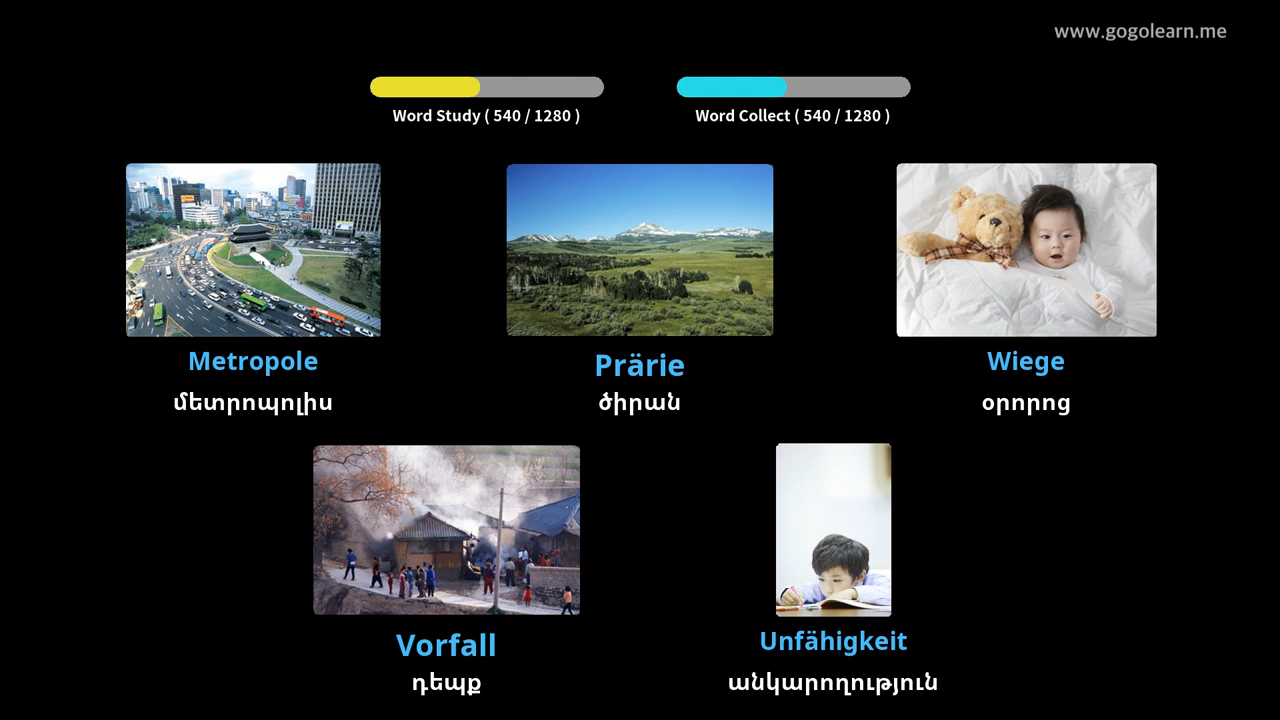 www.gogolearn.me
Word Study ( 540 / 1280 )
Word Collect ( 540 / 1280 )
Metropole
Prärie
Wiege
մետրոպոլիս
ծիրան
օրորոց
Vorfall
Unfähigkeit
դեպք
անկարողություն